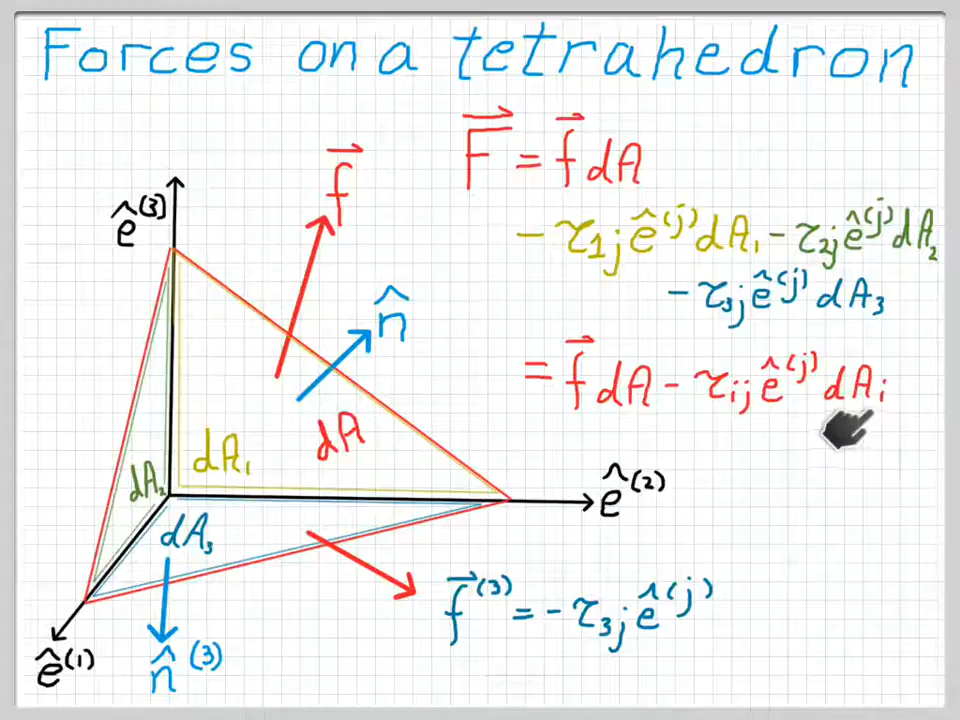 Forces on a tetrahedron
F⃗ = f⃗ dA
- τ₁ⱼ ê⁽ʲ⁾ dA₁ - τ₂ⱼ ê⁽ʲ⁾ dA₂
- τ₃ⱼ ê⁽ʲ⁾ dA₃
= f⃗ dA - τᵢⱼ ê⁽ʲ⁾ dAᵢ
f⃗
ê⁽³⁾
n̂
dA
dA₁
dA₂
ê⁽²⁾
dA₃
f⃗⁽³⁾ = - τ₃ⱼ ê⁽ʲ⁾
ê⁽¹⁾
n̂⁽³⁾